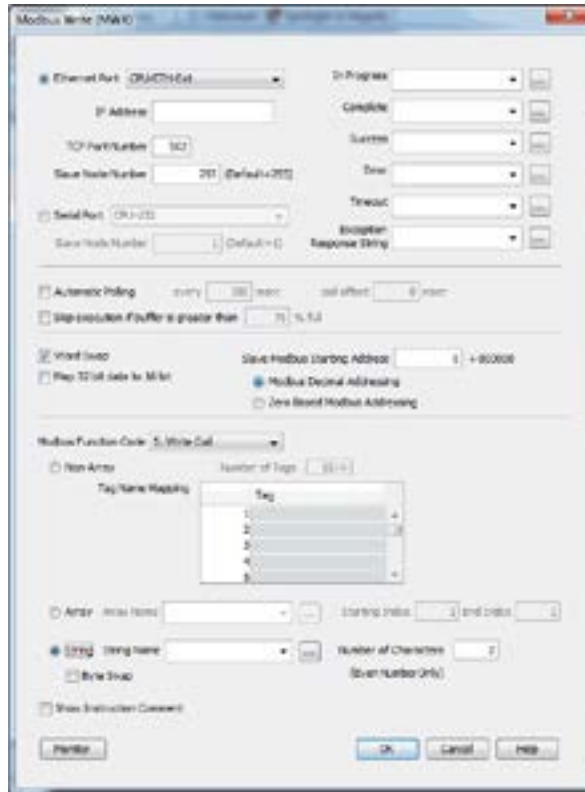 Modbus Write (MWX)
Ethernet Port CPU-ETH-Ext
In Progress
IP Address
Complete
TCP Port Number 502
Success
Slave Node Number 255 (Default = 255)
Error
Timeout
Serial Port CPU-232
Slave Node Number 1 (Default = 1)
Exception
Response String
Automatic Polling every msec poll offset 0 msec
Skip execution if buffer is greater than 75 % full
Word Swap
Slave Modbus Starting Address
Map 32 bit data to 16 bit
Modbus Decimal Addressing
Zero Based Modbus Addressing
Modbus Function Code 5: Write Coil
Non Array Number of Tags
Tag Name Mapping
Tag
1
2
3
4
5
Array Array Name Starting Index End Index
String String Name Number of Characters 2
Byte Swap (Even Number Only)
Show Instruction Comment
Monitor OK Cancel Help